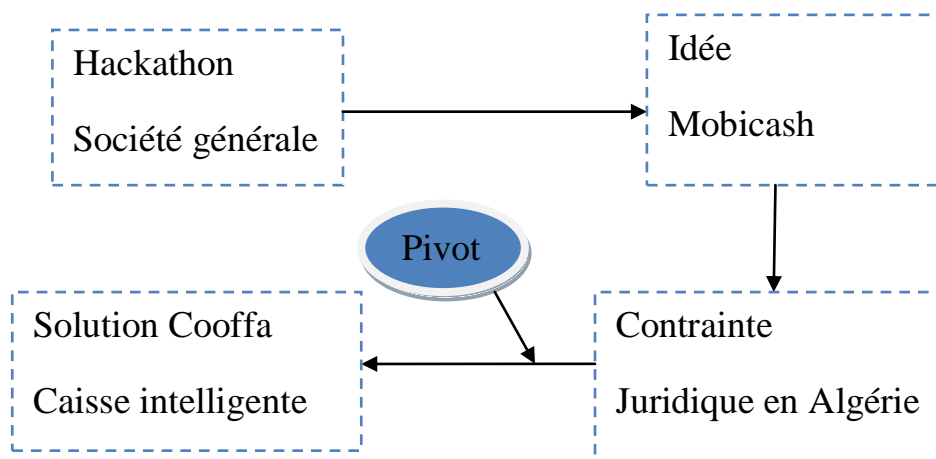 Hackathon
Société générale
Idée
Mobicash
Pivot
Solution Cooffa
Caisse intelligente
Contrainte
Juridique en Algérie